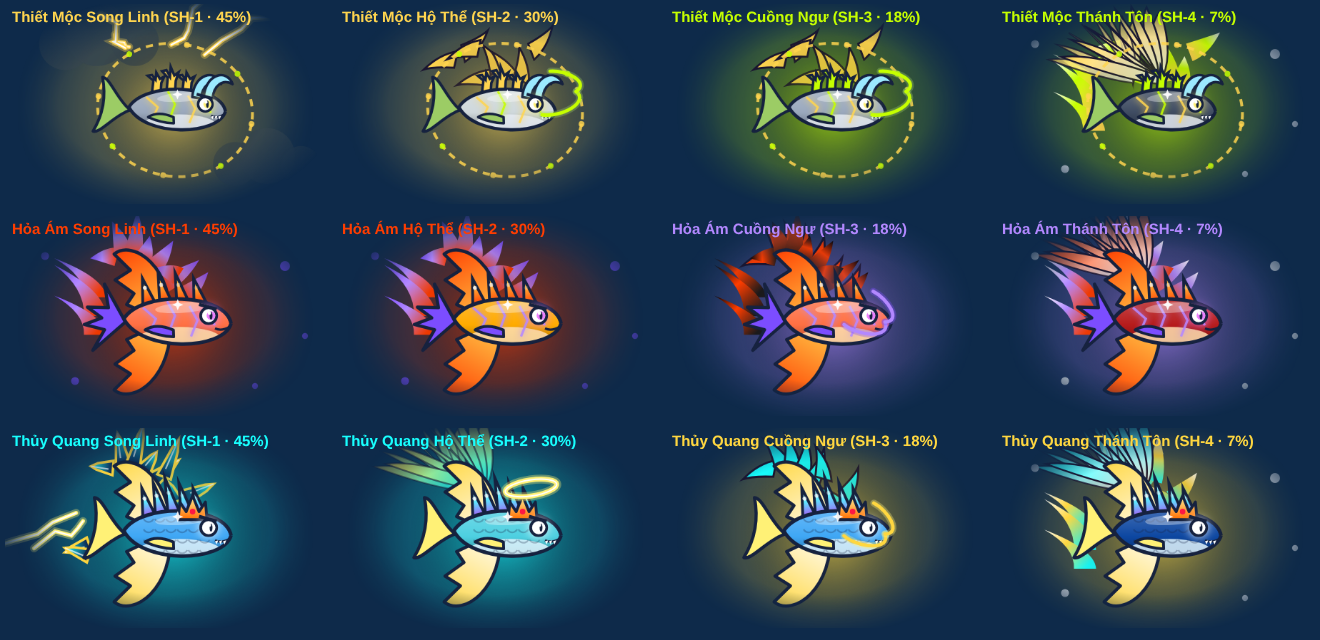 Thiết Mộc Song Linh (SH-1 · 45%)
Thiết Mộc Hộ Thể (SH-2 · 30%)
Thiết Mộc Cuồng Ngư (SH-3 · 18%)
Thiết Mộc Thánh Tôn (SH-4 · 7%)
Hỏa Ám Song Linh (SH-1 · 45%)
Hỏa Ám Hộ Thể (SH-2 · 30%)
Hỏa Ám Cuồng Ngư (SH-3 · 18%)
Hỏa Ám Thánh Tôn (SH-4 · 7%)
Thủy Quang Song Linh (SH-1 · 45%)
Thủy Quang Hộ Thể (SH-2 · 30%)
Thủy Quang Cuồng Ngư (SH-3 · 18%)
Thủy Quang Thánh Tôn (SH-4 · 7%)